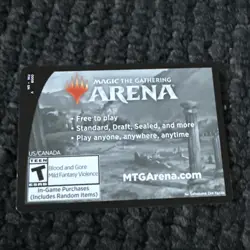 MAGIC THE GATHERING
ARENA
• Free to play
• Standard, Draft, Sealed, and more
• Play anyone, anywhere, anytime
US/CANADA
TEEN
T
Blood and Gore
Mild Fantasy Violence
In-Game Purchases
(Includes Random Items)
MTGArena.com